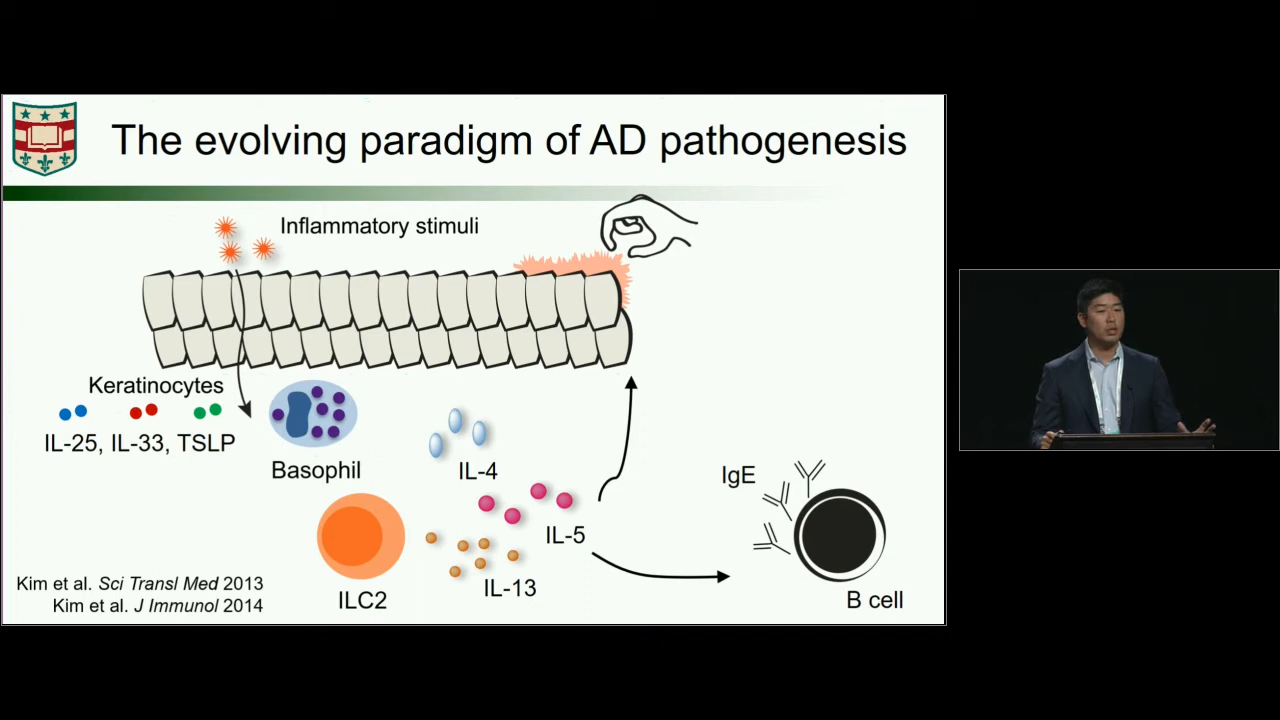 The evolving paradigm of AD pathogenesis
Inflammatory stimuli
Keratinocytes
IL-25, IL-33, TSLP
Basophil
IL-4
IL-5
IL-13
ILC2
IgE
B cell
Kim et al. Sci Transl Med 2013
Kim et al. J Immunol 2014